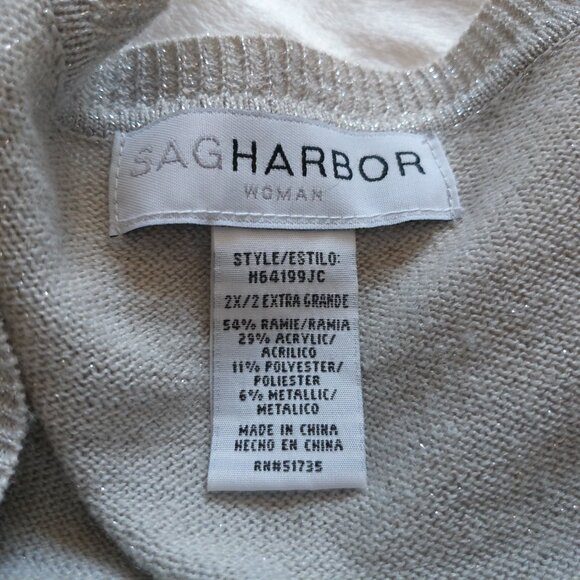 SAGHARBOR
WOMAN
STYLE/ESTILO:
H64199JC
2X/2 EXTRA GRANDE
54% RAMIE/RAMIA
29% ACRYLIC/
ACRILICO
11% POLYESTER/
POLIESTER
6% METALLIC/
METALICO
MADE IN CHINA
HECHO EN CHINA
RN#51735